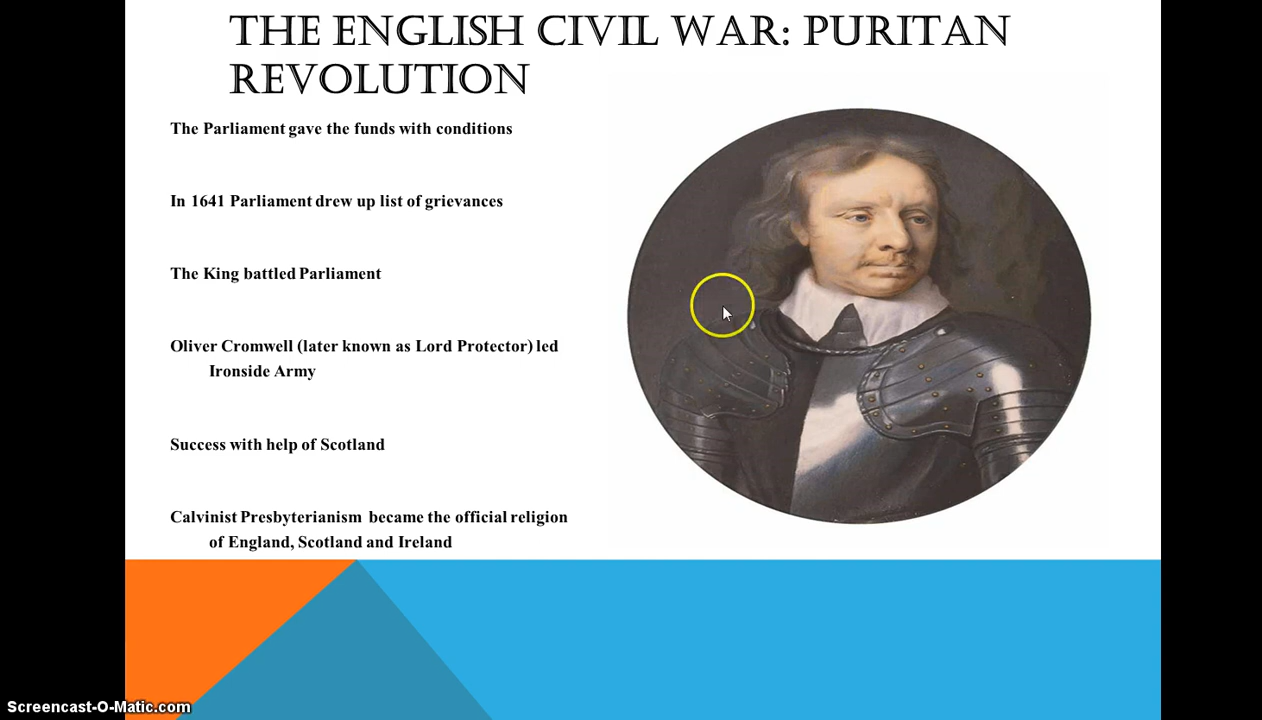 THE ENGLISH CIVIL WAR: PURITAN
REVOLUTION
The Parliament gave the funds with conditions
In 1641 Parliament drew up list of grievances
The King battled Parliament
Oliver Cromwell (later known as Lord Protector) led
Ironside Army
Success with help of Scotland
Calvinist Presbyterianism became the official religion
of England, Scotland and Ireland
Screencast-O-Matic.com